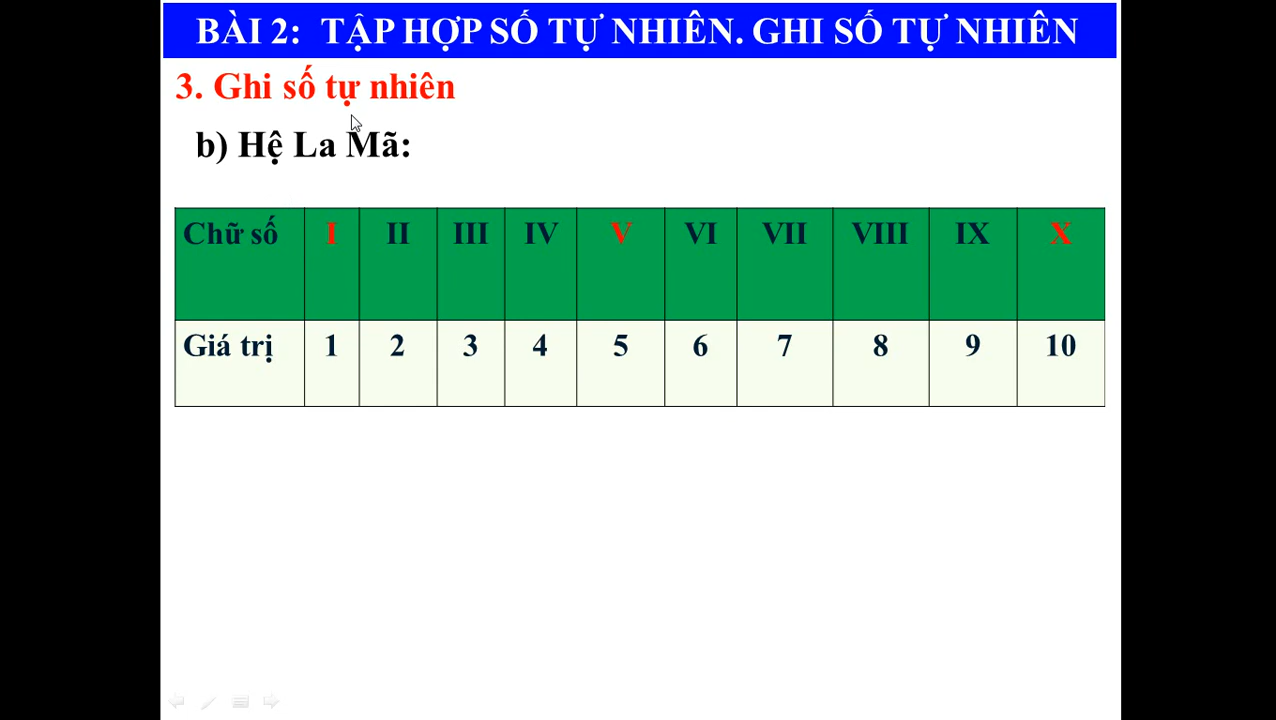 BÀI 2: TẬP HỢP SỐ TỰ NHIÊN. GHI SỐ TỰ NHIÊN
3. Ghi số tự nhiên
b) Hệ La Mã:
Chữ số I II III IV V VI VII VIII IX X
Giá trị 1 2 3 4 5 6 7 8 9 10